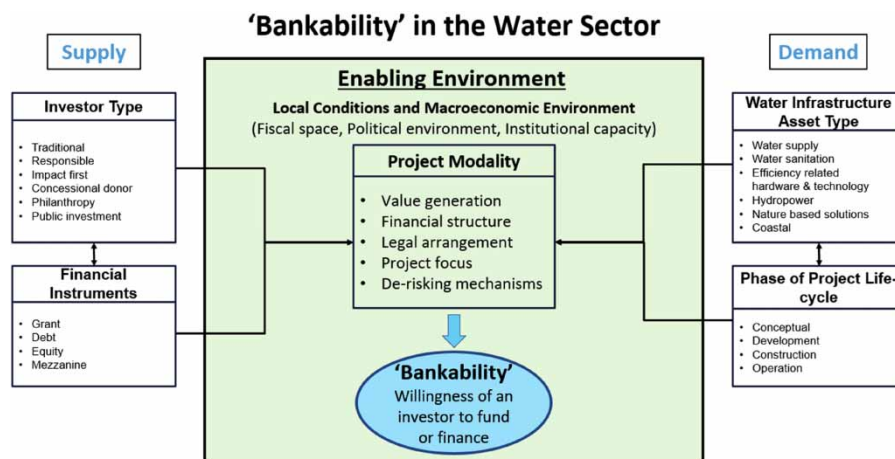 'Bankability' in the Water Sector
Supply
Investor Type
• Traditional
• Responsible
• Impact first
• Concessional donor
• Philanthropy
• Public investment
Financial
Instruments
• Grant
• Debt
• Equity
• Mezzanine
Enabling Environment
Local Conditions and Macroeconomic Environment
(Fiscal space, Political environment, Institutional capacity)
Project Modality
• Value generation
• Financial structure
• Legal arrangement
• Project focus
• De-risking mechanisms
'Bankability'
Willingness of an
investor to fund
or finance
Demand
Water Infrastructure
Asset Type
• Water supply
• Water sanitation
• Efficiency related
hardware & technology
• Hydropower
• Nature based solutions
• Coastal
Phase of Project Life-
cycle
• Conceptual
• Development
• Construction
• Operation